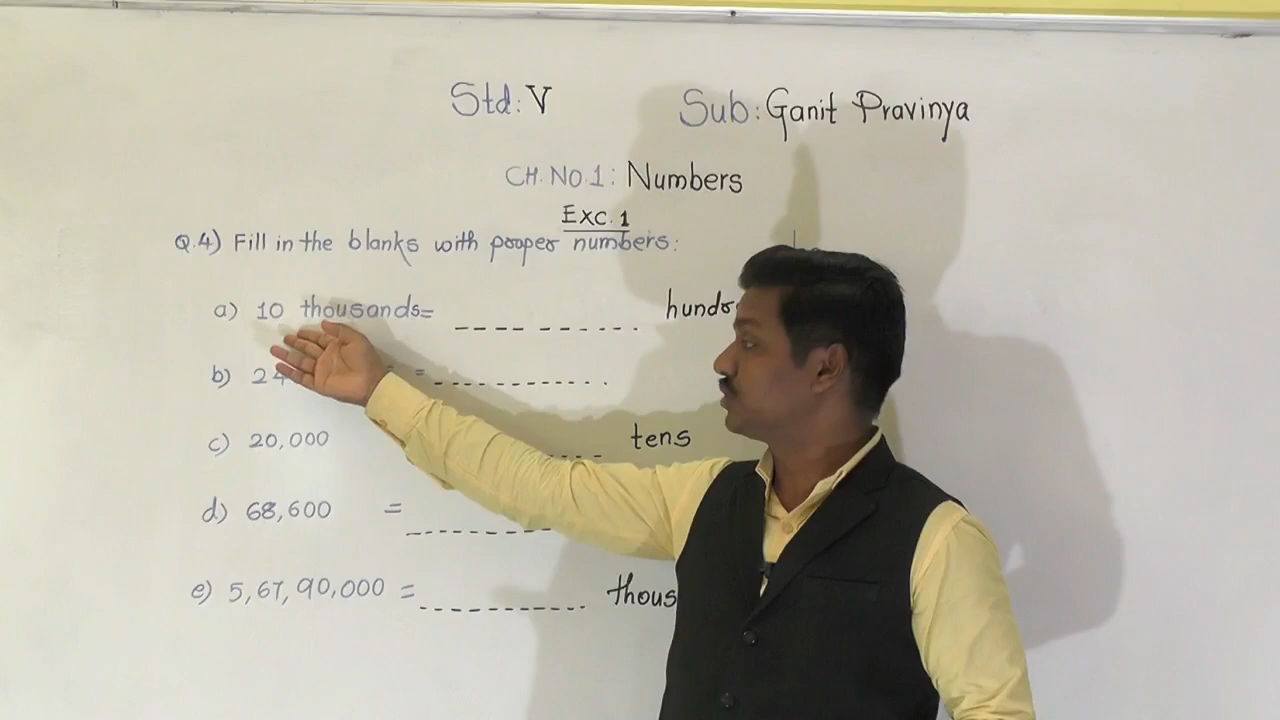 Std: V Sub: Ganit Pravinya
CH. NO. 1: Numbers
Exc. 1
Q.4) Fill in the blanks with proper numbers:
a) 10 thousands= ----------
b) 24 = ----------
c) 20,000 tens
d) 68,600 = ----------
e) 5,67,90,000 = ----------